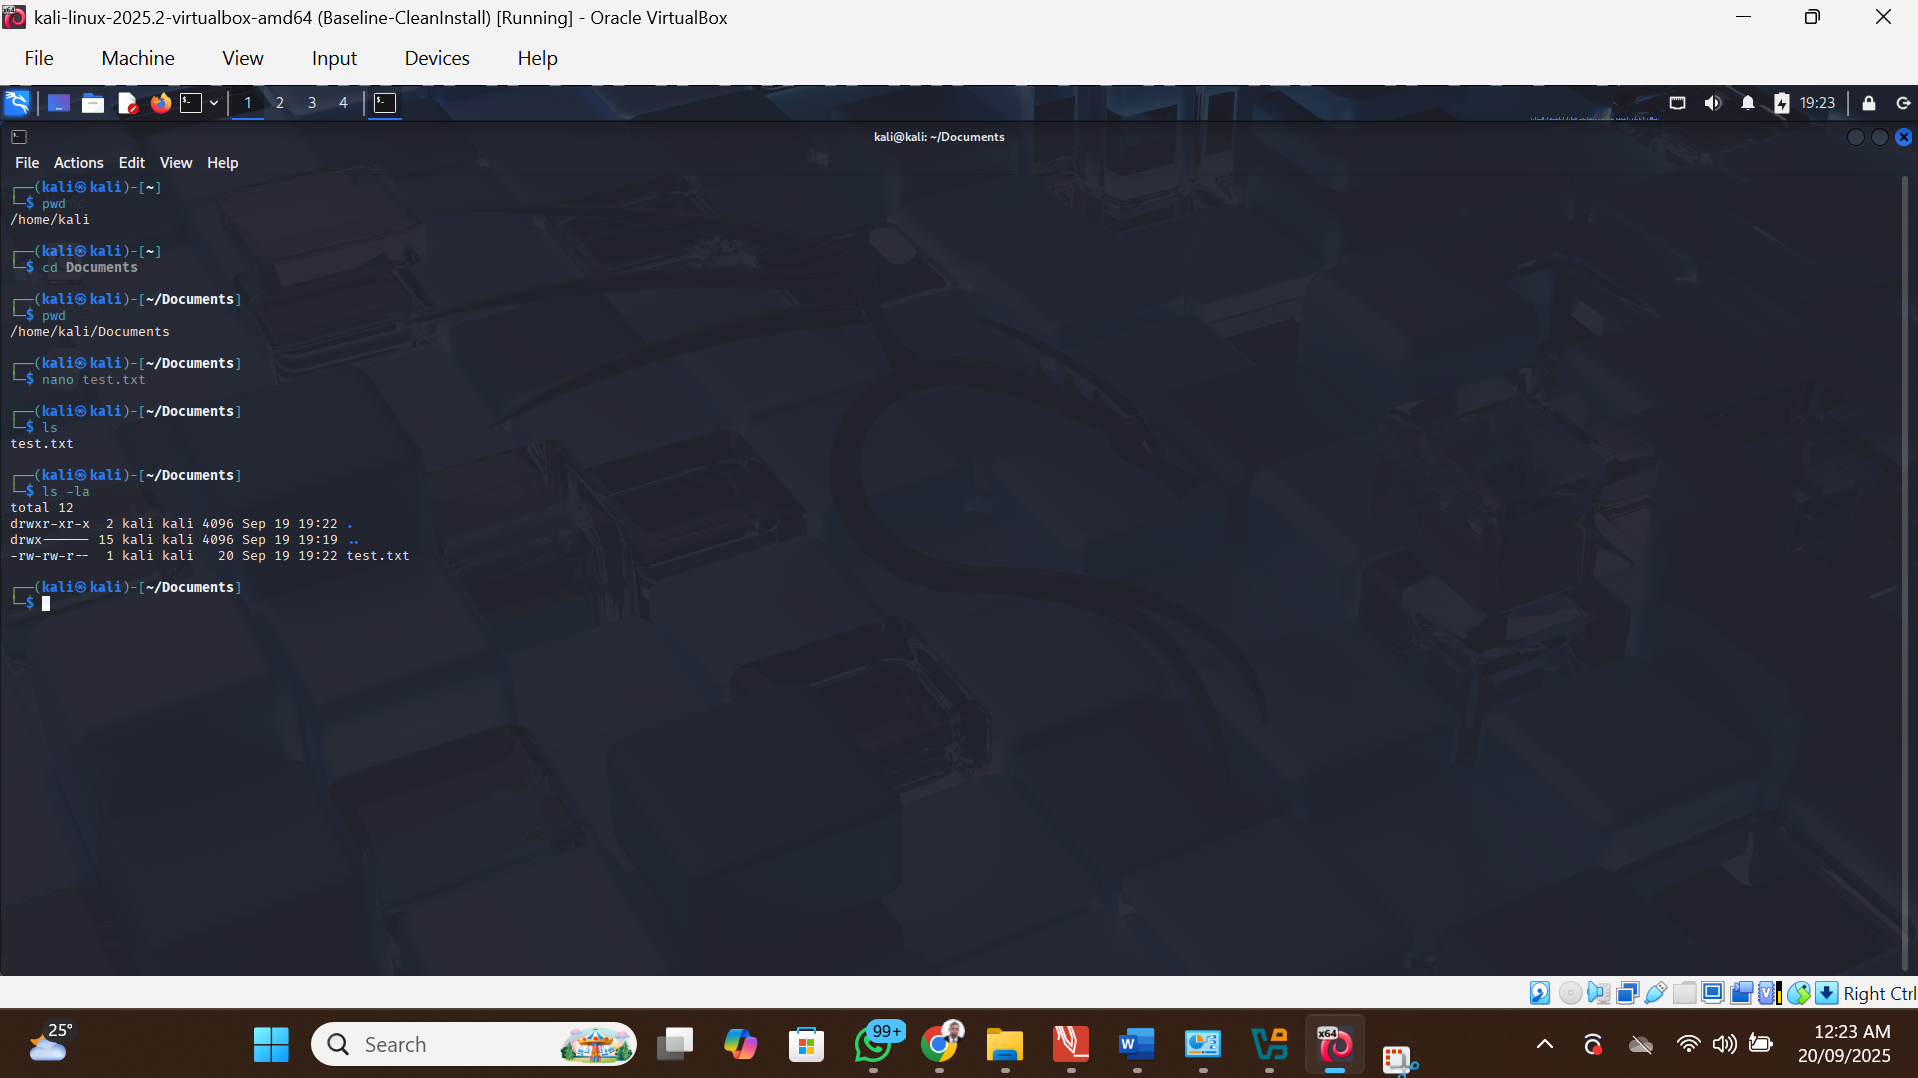 kali-linux-2025.2-virtualbox-amd64 (Baseline-CleanInstall) [Running] - Oracle VirtualBox
File Machine View Input Devices Help
1 2 3 4 19:23
kali@kali: ~/Documents
File Actions Edit View Help
┌──(kali㉿kali)-[~]
└─$ pwd
/home/kali
┌──(kali㉿kali)-[~]
└─$ cd Documents
┌──(kali㉿kali)-[~/Documents]
└─$ pwd
/home/kali/Documents
┌──(kali㉿kali)-[~/Documents]
└─$ nano test.txt
┌──(kali㉿kali)-[~/Documents]
└─$ ls
test.txt
┌──(kali㉿kali)-[~/Documents]
└─$ ls -la
total 12
drwxr-xr-x  2 kali kali 4096 Sep 19 19:22 .
drwx------ 15 kali kali 4096 Sep 19 19:19 ..
-rw-rw-r--  1 kali kali   20 Sep 19 19:22 test.txt
┌──(kali㉿kali)-[~/Documents]
└─$
Right Ctrl
25° Search 99+ x64 12:23 AM
20/09/2025